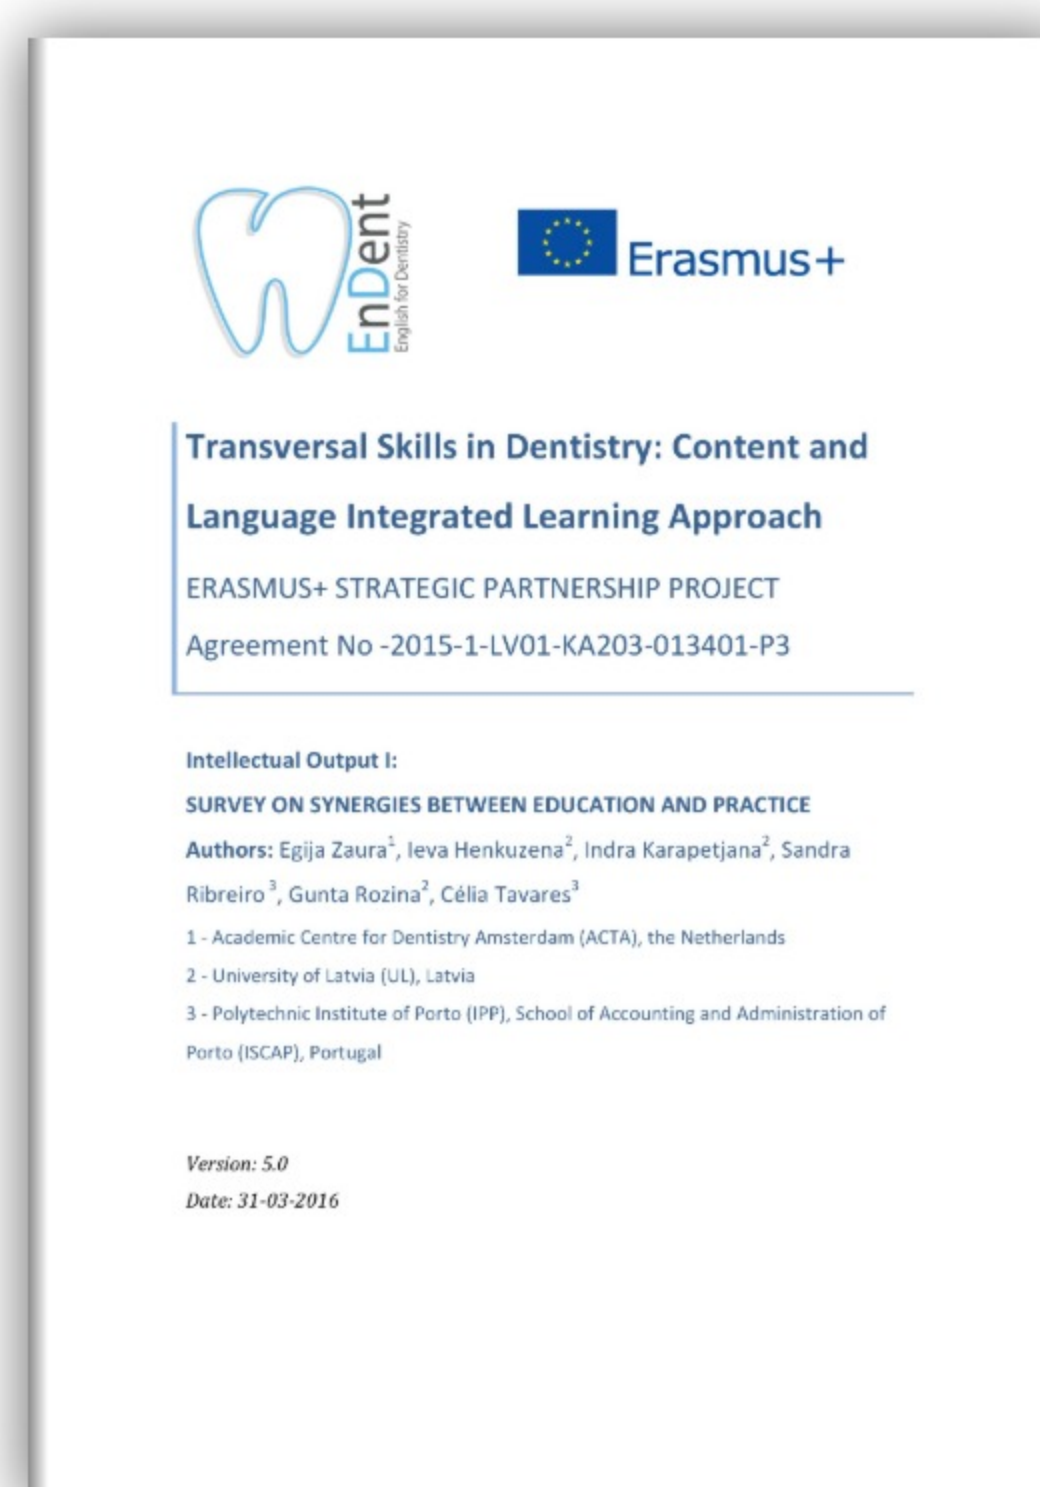 EnDent
English for Dentistry
Erasmus+
Transversal Skills in Dentistry: Content and
Language Integrated Learning Approach
ERASMUS+ STRATEGIC PARTNERSHIP PROJECT
Agreement No -2015-1-LV01-KA203-013401-P3
Intellectual Output I:
SURVEY ON SYNERGIES BETWEEN EDUCATION AND PRACTICE
Authors: Egija Zaura¹, Ieva Henkuzena², Indra Karapetjana², Sandra
Ribreiro ³, Gunta Rozina², Célia Tavares³
1 - Academic Centre for Dentistry Amsterdam (ACTA), the Netherlands
2 - University of Latvia (UL), Latvia
3 - Polytechnic Institute of Porto (IPP), School of Accounting and Administration of
Porto (ISCAP), Portugal
Version: 5.0
Date: 31-03-2016